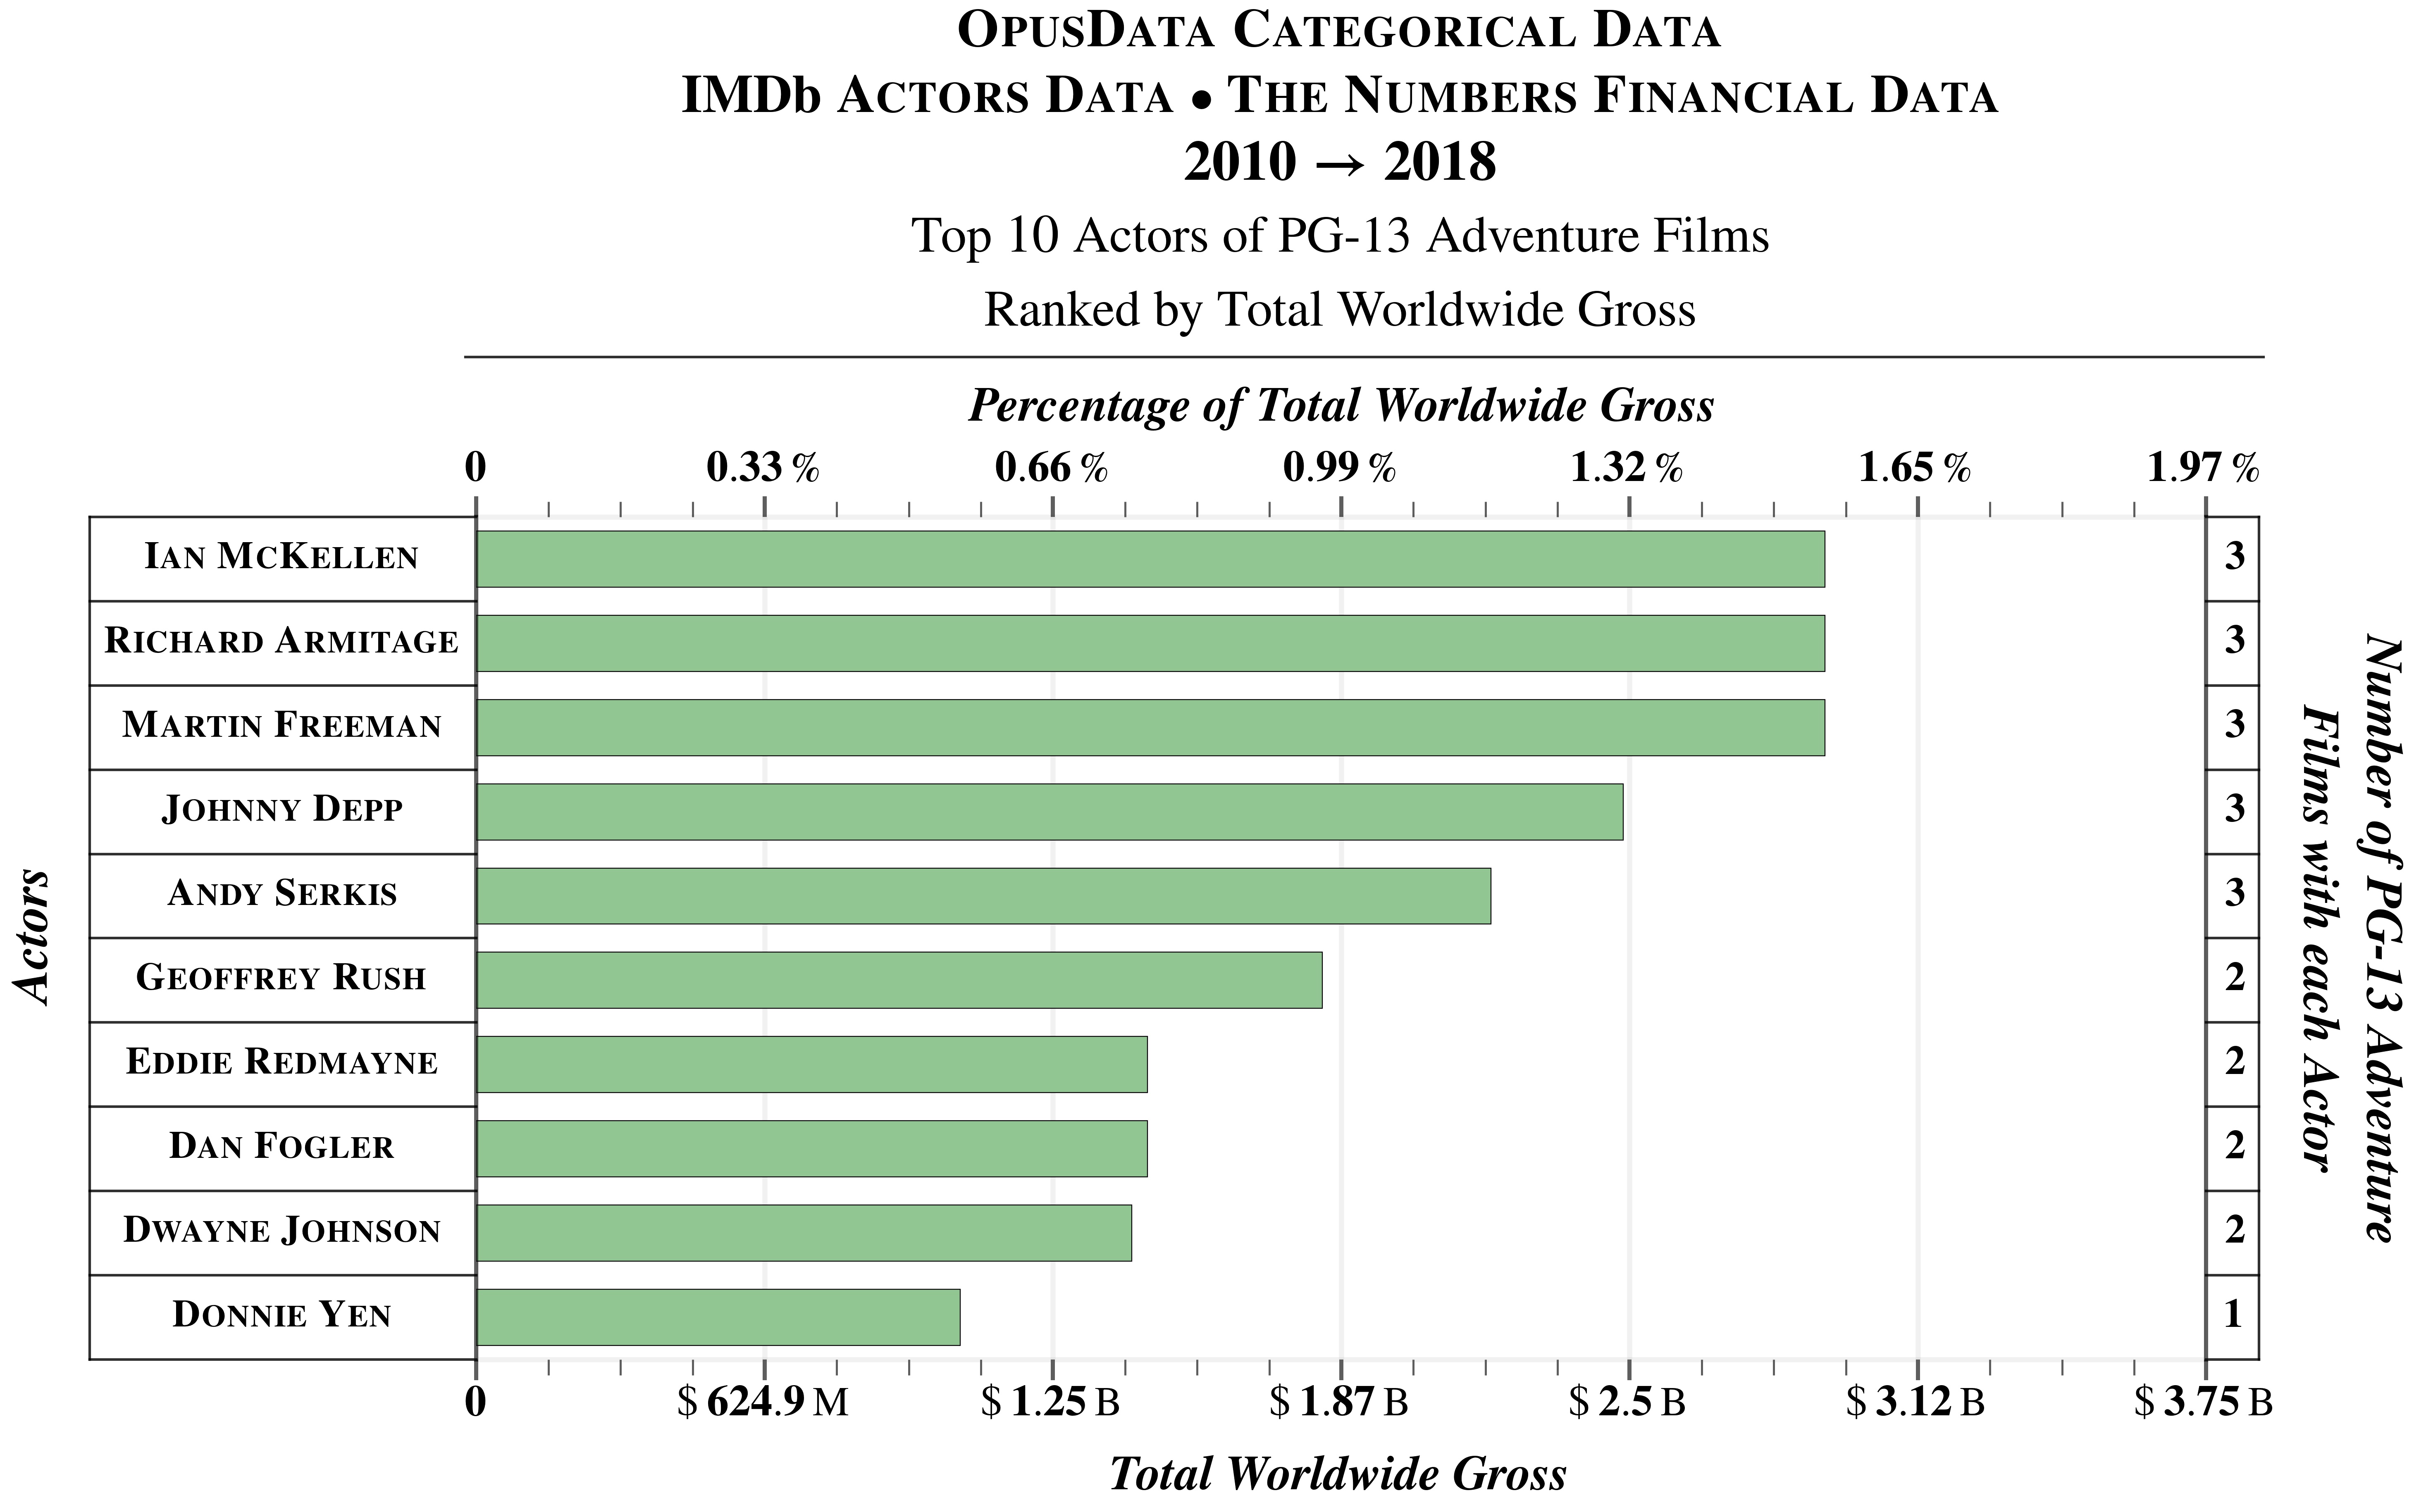 OpusData Categorical Data
IMDb Actors Data • The Numbers Financial Data
2010 → 2018
Top 10 Actors of PG-13 Adventure Films
Ranked by Total Worldwide Gross
Percentage of Total Worldwide Gross
0 0.33 % 0.66 % 0.99 % 1.32 % 1.65 % 1.97 %
Ian McKellen 3
Richard Armitage 3
Martin Freeman 3
Johnny Depp 3
Andy Serkis 3
Geoffrey Rush 2
Eddie Redmayne 2
Dan Fogler 2
Dwayne Johnson 2
Donnie Yen 1
Actors
Number of PG-13 Adventure
Films with each Actor
0 $ 624.9 M $ 1.25 B $ 1.87 B $ 2.5 B $ 3.12 B $ 3.75 B
Total Worldwide Gross